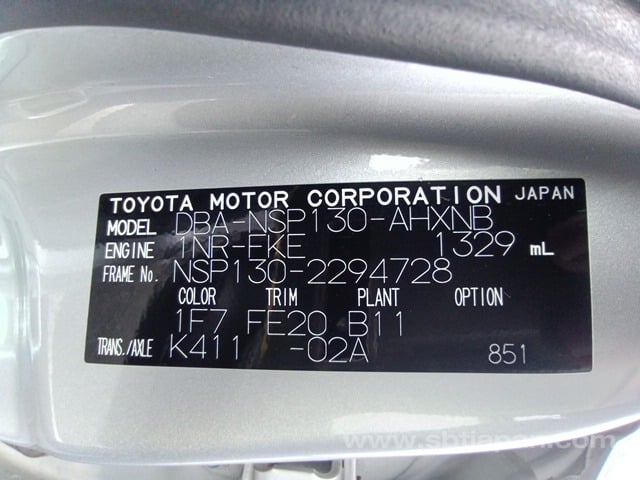 TOYOTA MOTOR CORPORATION JAPAN
MODEL DBA-NSP130-AHXNB
ENGINE 1NR-FKE 1329 mL
FRAME No. NSP130-2294728
COLOR TRIM PLANT OPTION
1F7 FE20 B11
TRANS./AXLE K411 -02A 851
www.sbtjapan.com